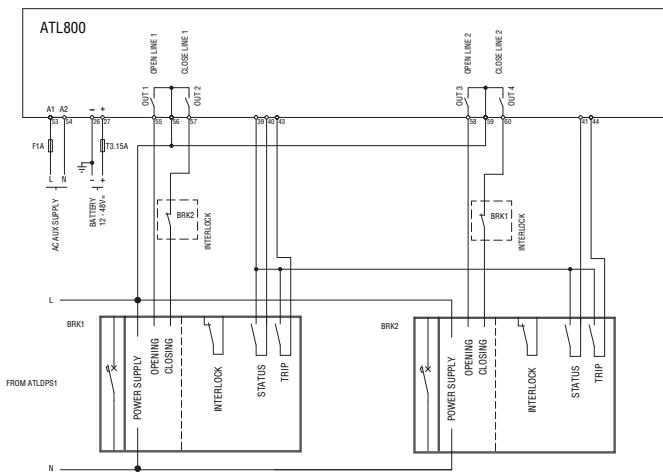 ATL800
OPEN LINE 1
CLOSE LINE 1
OPEN LINE 2
CLOSE LINE 2
OUT 1
OUT 2
OUT 3
OUT 4
A1 A2 - +
53 54 26 27 55 56 57 39 40 43 58 59 60 41 44
F1A
T3.15A
L N - +
AC AUX SUPPLY
BATTERY
12 - 48V=
BRK2
INTERLOCK
BRK1
INTERLOCK
L
BRK1
BRK2
FROM ATLDPS1
POWER SUPPLY
OPENING
CLOSING
INTERLOCK
STATUS
TRIP
POWER SUPPLY
OPENING
CLOSING
INTERLOCK
STATUS
TRIP
N